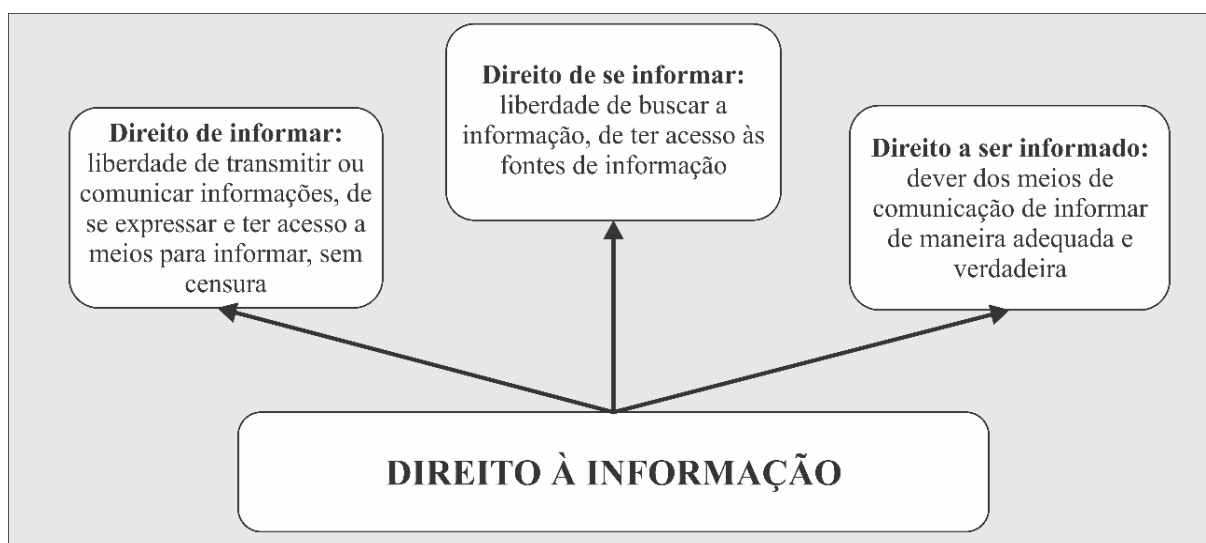 Direito de informar:
liberdade de transmitir ou
comunicar informações, de
se expressar e ter acesso a
meios para informar, sem
censura
Direito de se informar:
liberdade de buscar a
informação, de ter acesso às
fontes de informação
Direito a ser informado:
dever dos meios de
comunicação de informar
de maneira adequada e
verdadeira
DIREITO À INFORMAÇÃO